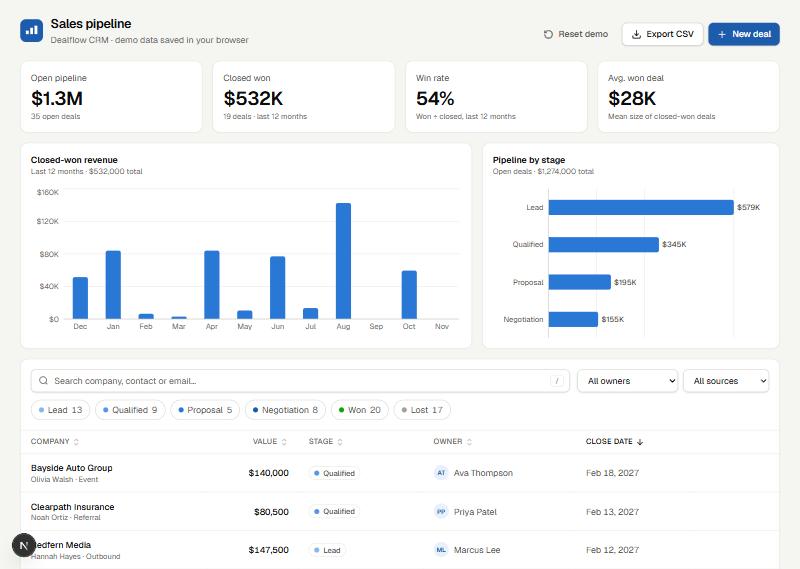 Sales pipeline
Dealflow CRM · demo data saved in your browser
Reset demo
Export CSV
New deal
Open pipeline
$1.3M
35 open deals
Closed won
$532K
19 deals · last 12 months
Win rate
54%
Won ÷ closed, last 12 months
Avg. won deal
$28K
Mean size of closed-won deals
Closed-won revenue
Last 12 months · $532,000 total
$160K
$120K
$80K
$40K
$0
Dec Jan Feb Mar Apr May Jun Jul Aug Sep Oct Nov
Pipeline by stage
Open deals · $1,274,000 total
Lead $579K
Qualified $345K
Proposal $195K
Negotiation $155K
Search company, contact or email... /
All owners
All sources
Lead 13 Qualified 9 Proposal 5 Negotiation 8 Won 20 Lost 17
COMPANY VALUE STAGE OWNER CLOSE DATE
Bayside Auto Group
Olivia Walsh · Event
$140,000 Qualified AT Ava Thompson Feb 18, 2027
Clearpath Insurance
Noah Ortiz · Referral
$80,500 Qualified PP Priya Patel Feb 13, 2027
N
edfern Media
Hannah Hayes · Outbound
$147,500 Lead ML Marcus Lee Feb 12, 2027